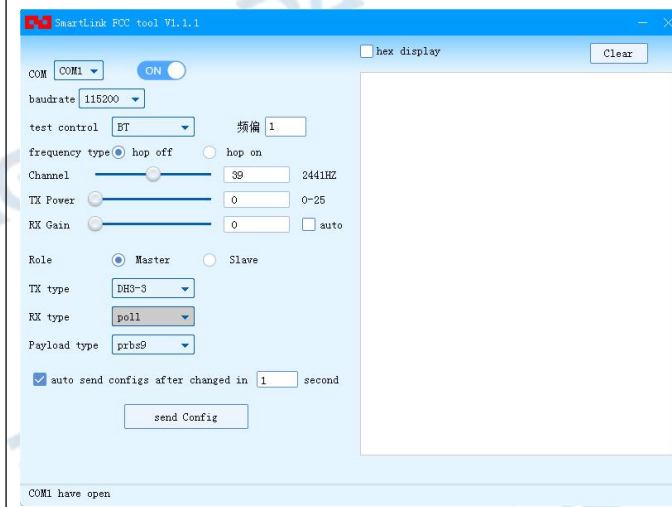 SmartLink FCC tool V1.1.1
hex display Clear
COM COM1 ON
baudrate 115200
test control BT 频偏 1
frequency type hop off hop on
Channel 39 2441HZ
TX Power 0 0-25
RX Gain 0 auto
Role Master Slave
TX type DH3-3
RX type poll
Payload type prbs9
auto send configs after changed in 1 second
send Config
COM1 have open